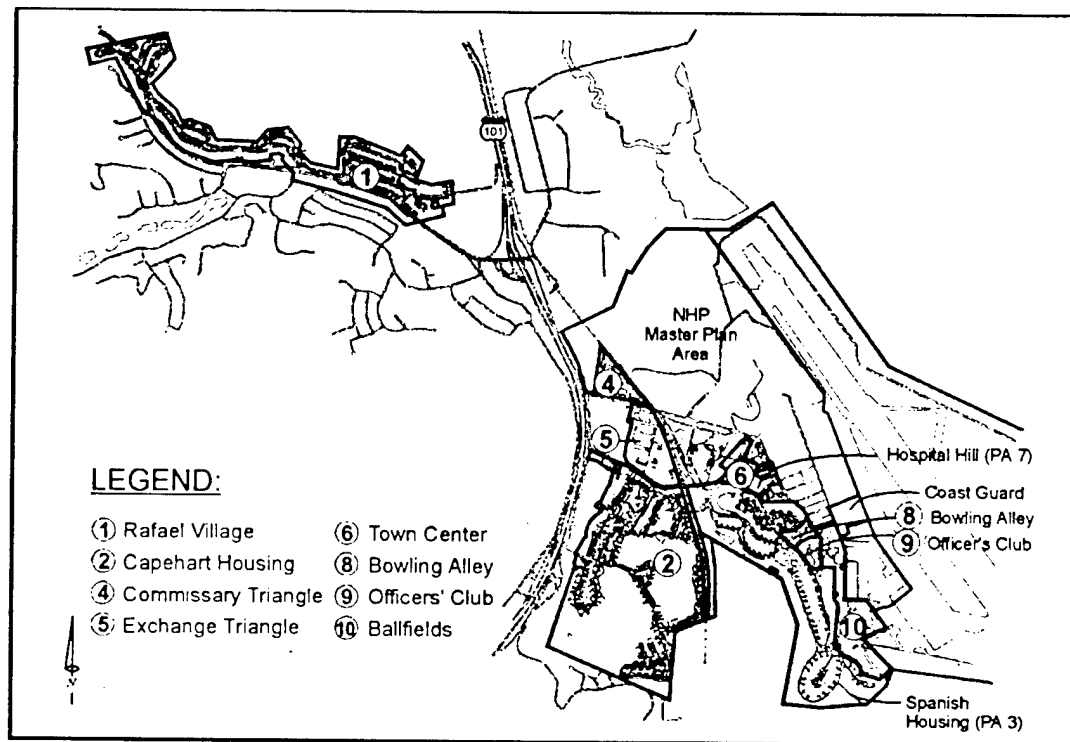 101
1
NHP
Master Plan
Area
4
5
6
Hospital Hill (PA 7)
Coast Guard
8 Bowling Alley
9 Officer's Club
2
10
Spanish
Housing (PA 3)
LEGEND:
1 Rafael Village
2 Capehart Housing
4 Commissary Triangle
5 Exchange Triangle
6 Town Center
8 Bowling Alley
9 Officers' Club
10 Ballfields
N